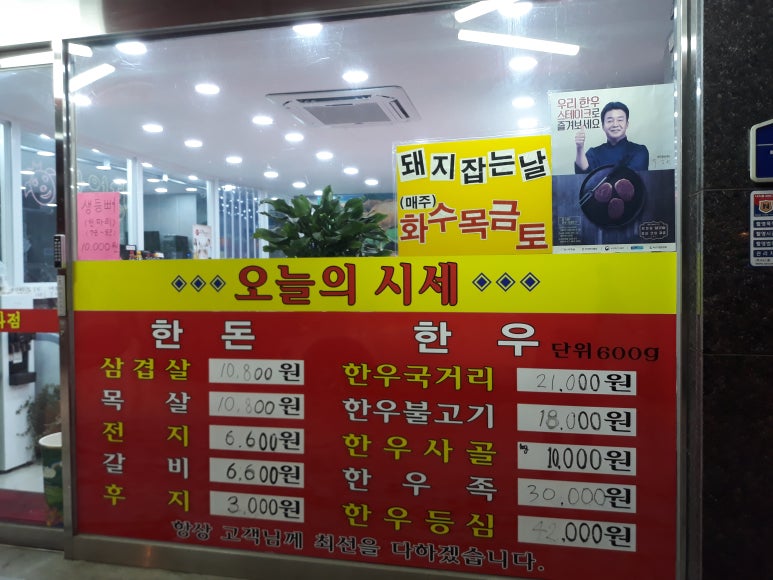 우리 한우
스테이크로
즐겨보세요
돼지잡는날
(매주)
화수목금토
생등뼈
10,000원
오늘의 시세
한돈 한우 단위600g
삼겹살 10,800원 한우국거리 21,000원
목살 10,800원 한우불고기 18,000원
전지 6,600원 한우사골 kg 10,000원
갈비 6,600원 한우족 30,000원
후지 3,000원 한우등심 42,000원
항상 고객님께 최선을 다하겠습니다.